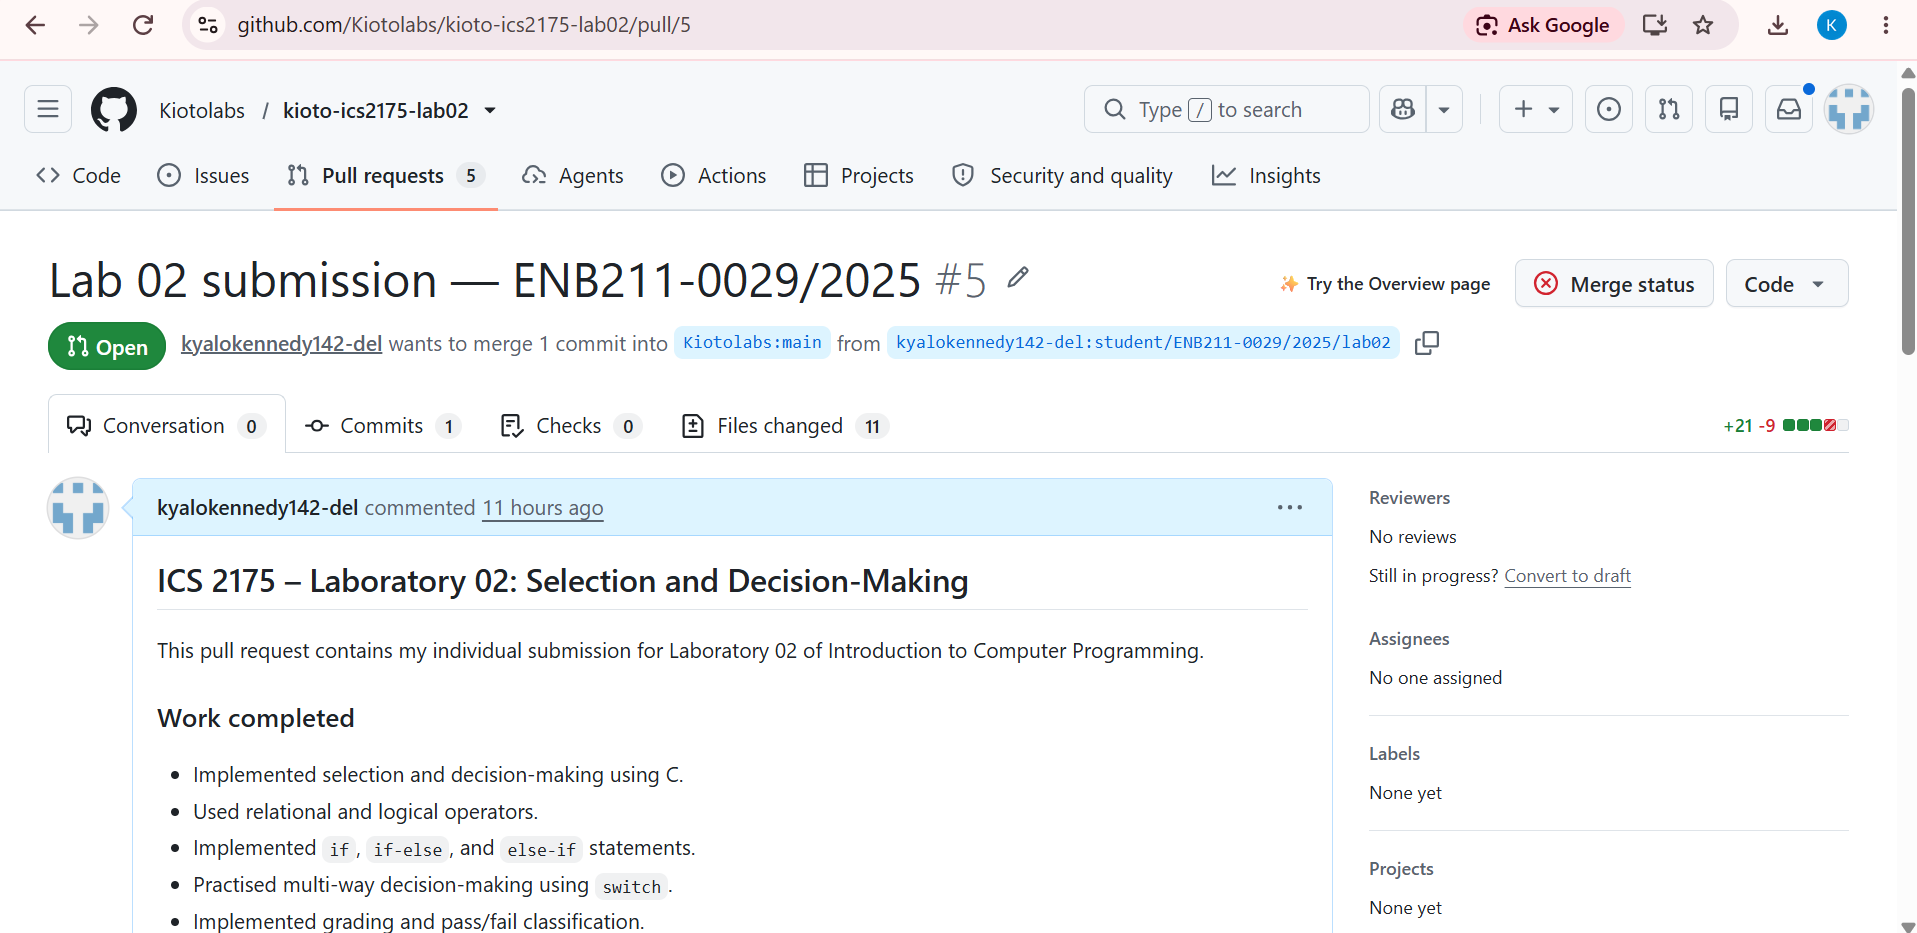 github.com/Kiotolabs/kioto-ics2175-lab02/pull/5
Ask Google
K
Kiotolabs / kioto-ics2175-lab02
Type / to search
Code
Issues
Pull requests 5
Agents
Actions
Projects
Security and quality
Insights
Lab 02 submission — ENB211-0029/2025 #5
Try the Overview page
Merge status
Code
Open
kyalokennedy142-del wants to merge 1 commit into Kiotolabs:main from kyalokennedy142-del:student/ENB211-0029/2025/lab02
Conversation 0
Commits 1
Checks 0
Files changed 11
+21 -9
kyalokennedy142-del commented 11 hours ago
ICS 2175 – Laboratory 02: Selection and Decision-Making
This pull request contains my individual submission for Laboratory 02 of Introduction to Computer Programming.
Work completed
• Implemented selection and decision-making using C.
• Used relational and logical operators.
• Implemented if, if-else, and else-if statements.
• Practised multi-way decision-making using switch.
• Implemented grading and pass/fail classification.
Reviewers
No reviews
Still in progress? Convert to draft
Assignees
No one assigned
Labels
None yet
Projects
None yet